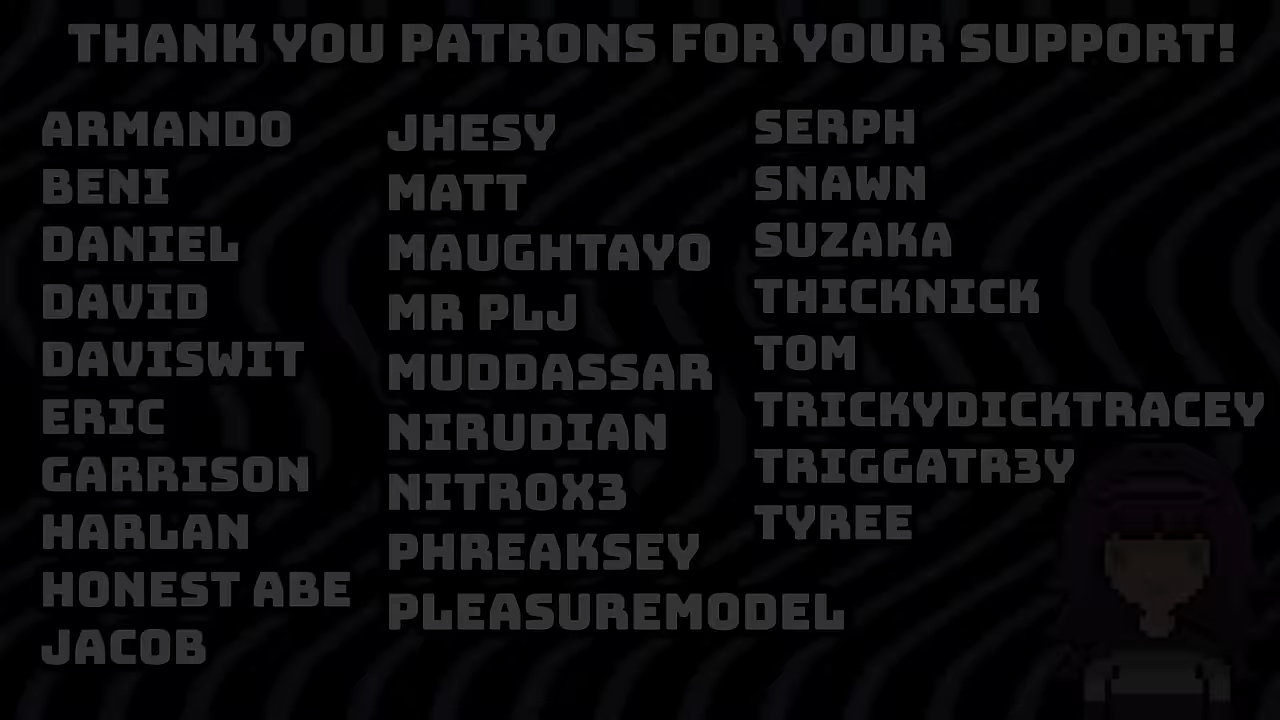 THANK YOU PATRONS FOR YOUR SUPPORT!
ARMANDO
BENI
DANIEL
DAVID
DAVISWIT
ERIC
GARRISON
HARLAN
HONEST ABE
JACOB
JHESY
MATT
MAUGHTAYO
MR PLJ
MUDDASSAR
NIRUDIAN
NITROX3
PHREAKSEY
PLEASUREMODEL
SERPH
SNAWN
SUZAKA
THICKNICK
TOM
TRICKYDICKTRACEY
TRIGGATR3Y
TYREE